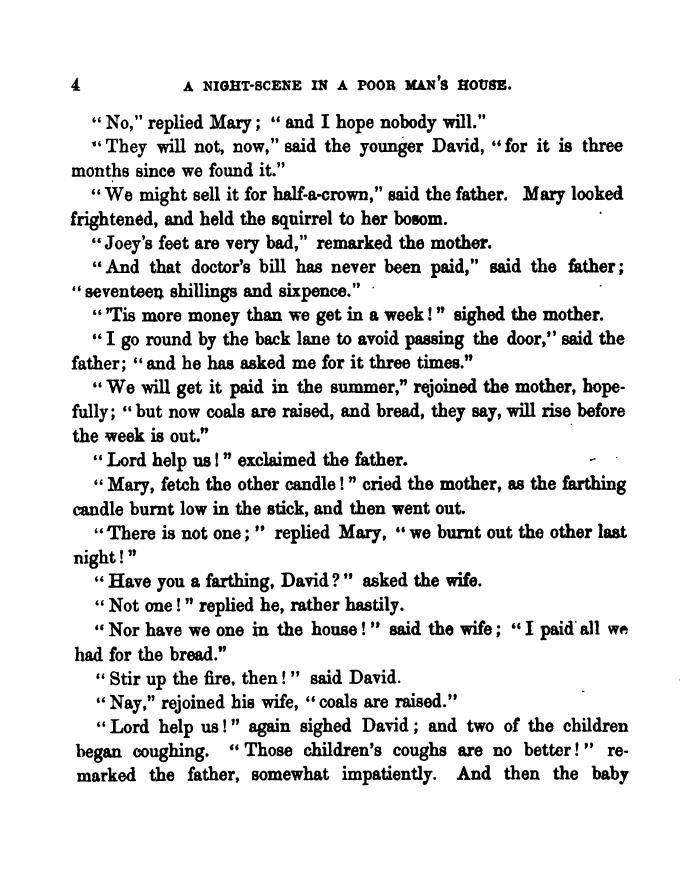 4 A NIGHT-SCENE IN A POOR MAN'S HOUSE.
“No,” replied Mary; “and I hope nobody will.”
“They will not, now,” said the younger David, “for it is three
months since we found it.”
“We might sell it for half-a-crown,” said the father. Mary looked
frightened, and held the squirrel to her bosom.
“Joey's feet are very bad,” remarked the mother.
“And that doctor's bill has never been paid,” said the father;
“seventeen shillings and sixpence.”
“'Tis more money than we get in a week!” sighed the mother.
“I go round by the back lane to avoid passing the door,” said the
father; “and he has asked me for it three times.”
“We will get it paid in the summer,” rejoined the mother, hope-
fully; “but now coals are raised, and bread, they say, will rise before
the week is out.”
“Lord help us!” exclaimed the father.
“Mary, fetch the other candle!” cried the mother, as the farthing
candle burnt low in the stick, and then went out.
“There is not one;” replied Mary, “we burnt out the other last
night!”
“Have you a farthing, David?” asked the wife.
“Not one!” replied he, rather hastily.
“Nor have we one in the house!” said the wife; “I paid all we
had for the bread.”
“Stir up the fire, then!” said David.
“Nay,” rejoined his wife, “coals are raised.”
“Lord help us!” again sighed David; and two of the children
began coughing. “Those children's coughs are no better!” re-
marked the father, somewhat impatiently. And then the baby